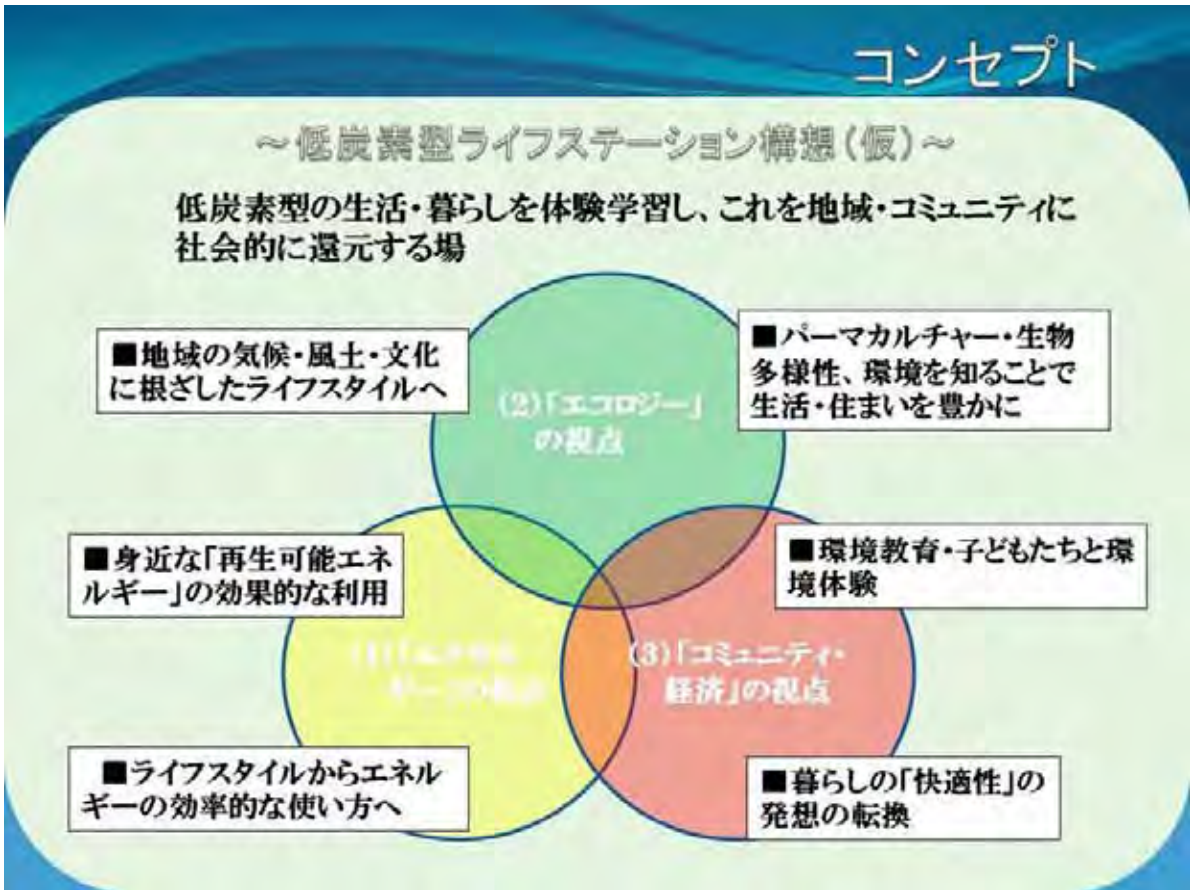 コンセプト
～低炭素型ライフステーション構想（仮）～
低炭素型の生活・暮らしを体験学習し、これを地域・コミュニティに
社会的に還元する場
■地域の気候・風土・文化
に根ざしたライフスタイルへ
■パーマカルチャー・生物
多様性、環境を知ることで
生活・住まいを豊かに
(2)「エコロジー」
の視点
■身近な「再生可能エネ
ルギー」の効果的な利用
■環境教育・子どもたちと環
境体験
(1)「エネル
ギー」の視点
(3)「コミュニティ・
経済」の視点
■ライフスタイルからエネル
ギーの効率的な使い方へ
■暮らしの「快適性」の
発想の転換